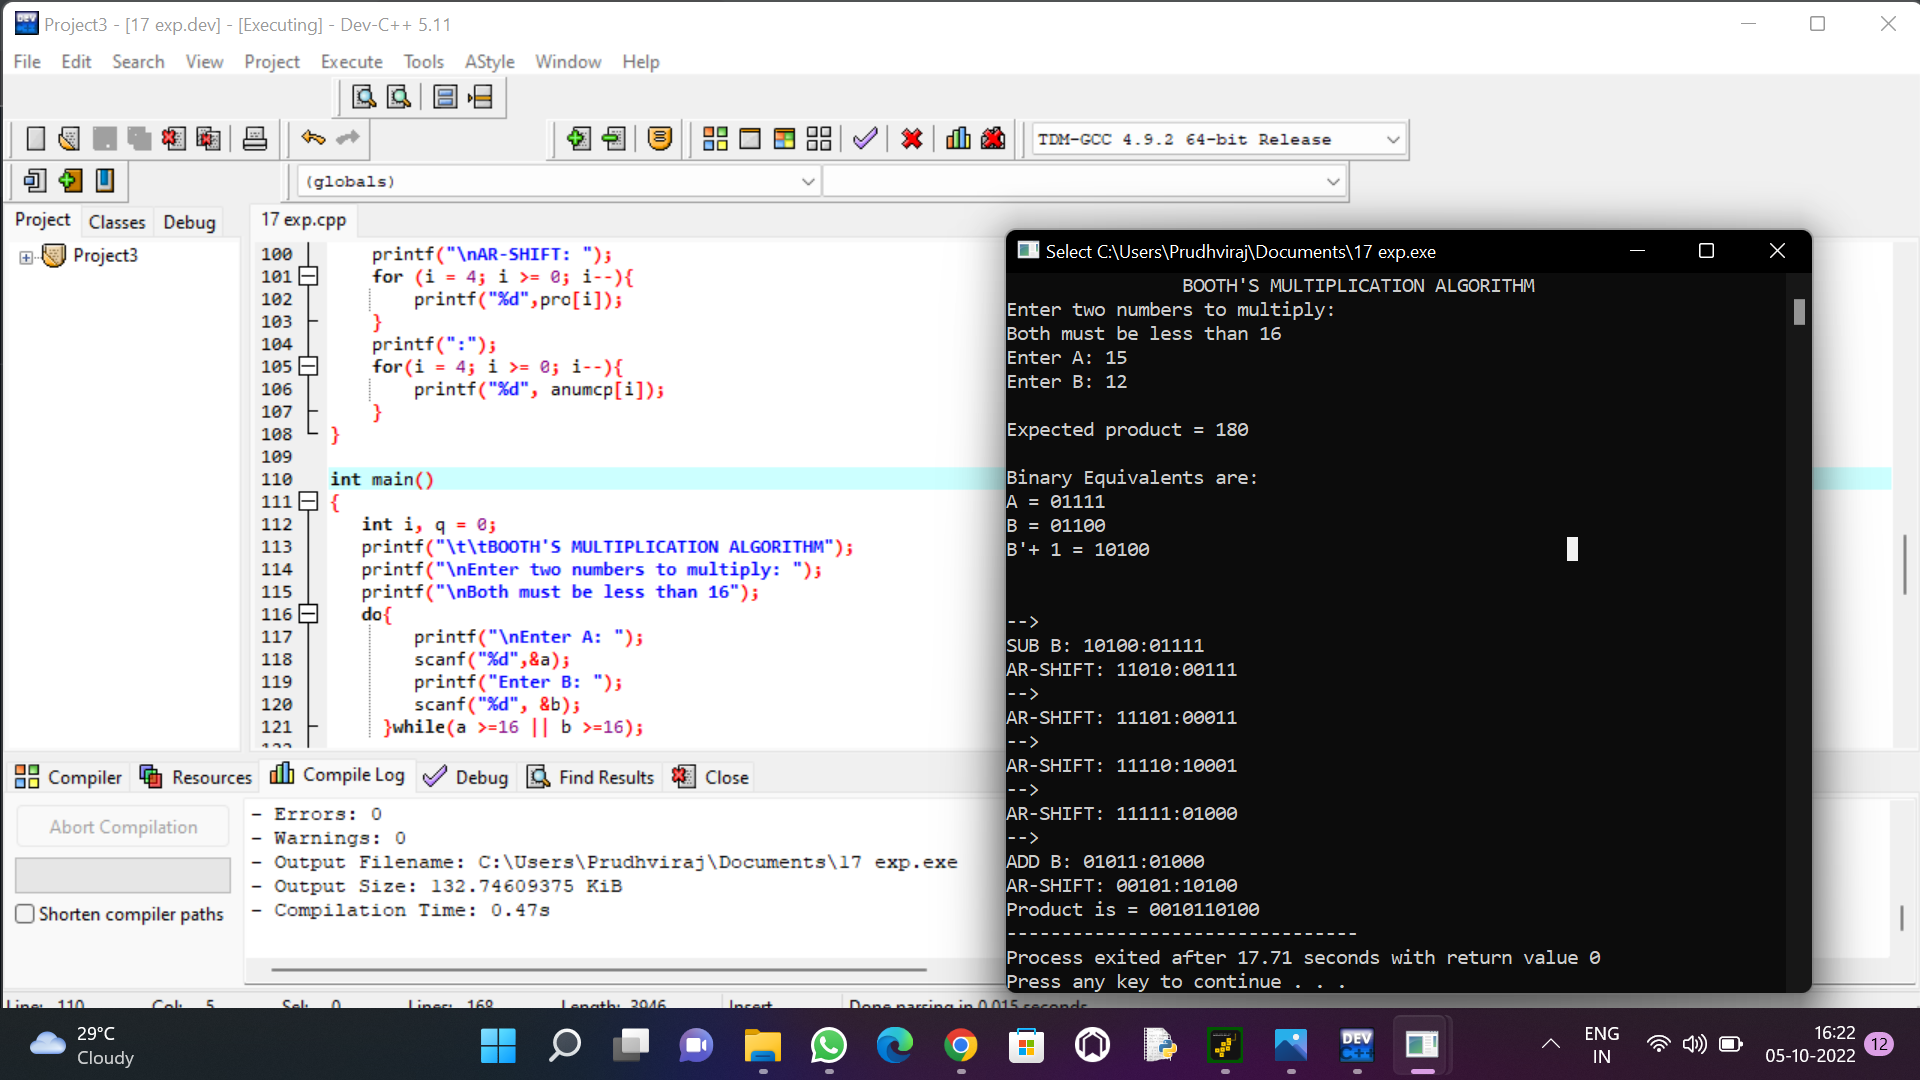 Project3 - [17 exp.dev] - [Executing] - Dev-C++ 5.11
File Edit Search View Project Execute Tools AStyle Window Help
TDM-GCC 4.9.2 64-bit Release
(globals)
Project Classes Debug
17 exp.cpp
Project3
100 printf("\nAR-SHIFT: ");
101 for (i = 4; i >= 0; i--){
102 printf("%d",pro[i]);
103 }
104 printf(":");
105 for(i = 4; i >= 0; i--){
106 printf("%d", anumcp[i]);
107 }
108 }
109
110 int main()
111 {
112 int i, q = 0;
113 printf("\t\tBOOTH'S MULTIPLICATION ALGORITHM");
114 printf("\nEnter two numbers to multiply: ");
115 printf("\nBoth must be less than 16");
116 do{
117 printf("\nEnter A: ");
118 scanf("%d",&a);
119 printf("Enter B: ");
120 scanf("%d", &b);
121 }while(a >=16 || b >=16);
Select C:\Users\Prudhviraj\Documents\17 exp.exe
BOOTH'S MULTIPLICATION ALGORITHM
Enter two numbers to multiply:
Both must be less than 16
Enter A: 15
Enter B: 12
Expected product = 180
Binary Equivalents are:
A = 01111
B = 01100
B'+ 1 = 10100
-->
SUB B: 10100:01111
AR-SHIFT: 11010:00111
-->
AR-SHIFT: 11101:00011
-->
AR-SHIFT: 11110:10001
-->
AR-SHIFT: 11111:01000
-->
ADD B: 01011:01000
AR-SHIFT: 00101:10100
Product is = 0010110100
--------------------------------
Process exited after 17.71 seconds with return value 0
Press any key to continue . . .
Compiler Resources Compile Log Debug Find Results Close
Abort Compilation
Shorten compiler paths
- Errors: 0
- Warnings: 0
- Output Filename: C:\Users\Prudhviraj\Documents\17 exp.exe
- Output Size: 132.74609375 KiB
- Compilation Time: 0.47s
Line: 110 Col: 5 Sel: 0 Lines: 168 Length: 3946 Insert Done parsing in 0.015 seconds
29°C
Cloudy
DEV
C++
ENG
IN
16:22
05-10-2022
12